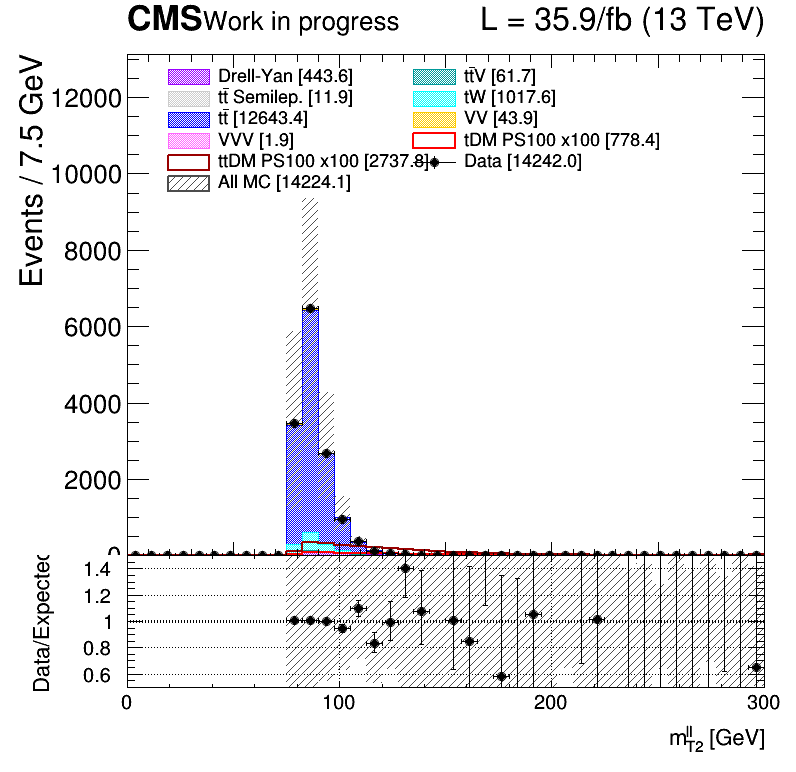 CMS Work in progress L = 35.9/fb (13 TeV)
Events / 7.5 GeV
Drell-Yan [443.6] tt̄V [61.7]
tt̄ Semilep. [11.9] tW [1017.6]
tt̄ [12643.4] VV [43.9]
VVV [1.9] tDM PS100 x100 [778.4]
ttDM PS100 x100 [2737.8] Data [14242.0]
All MC [14224.1]
12000
10000
8000
6000
4000
2000
0
Data/Expected
1.4
1.2
1
0.8
0.6
0 100 200 300
m^{ll}_{T2} [GeV]